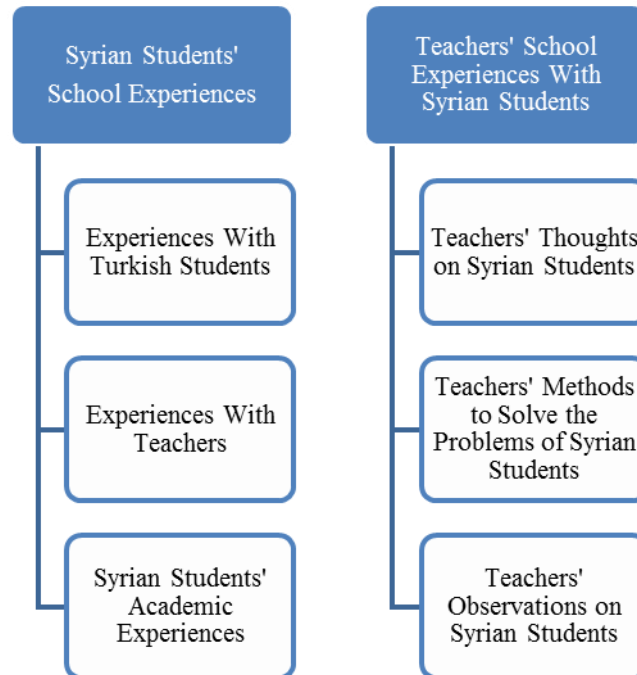 Syrian Students'
School Experiences
Experiences With
Turkish Students
Experiences With
Teachers
Syrian Students'
Academic
Experiences
Teachers' School
Experiences With
Syrian Students
Teachers' Thoughts
on Syrian Students
Teachers' Methods
to Solve the
Problems of Syrian
Students
Teachers'
Observations on
Syrian Students